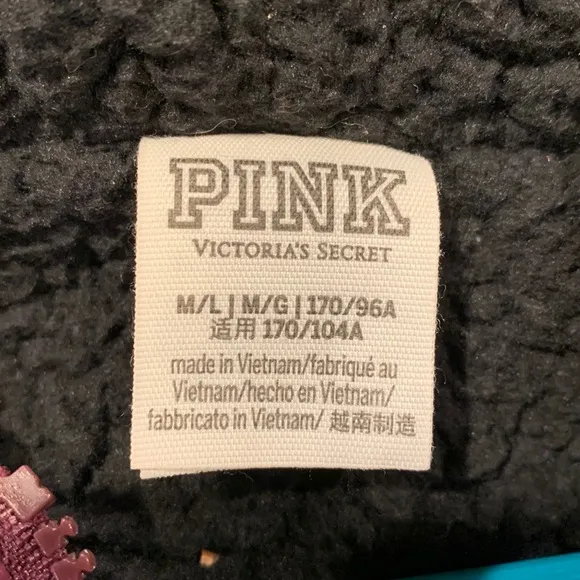 PINK
VICTORIA'S SECRET
M/L | M/G | 170/96A
适用 170/104A
made in Vietnam/fabriqué au
Vietnam/hecho en Vietnam/
fabbricato in Vietnam/ 越南制造